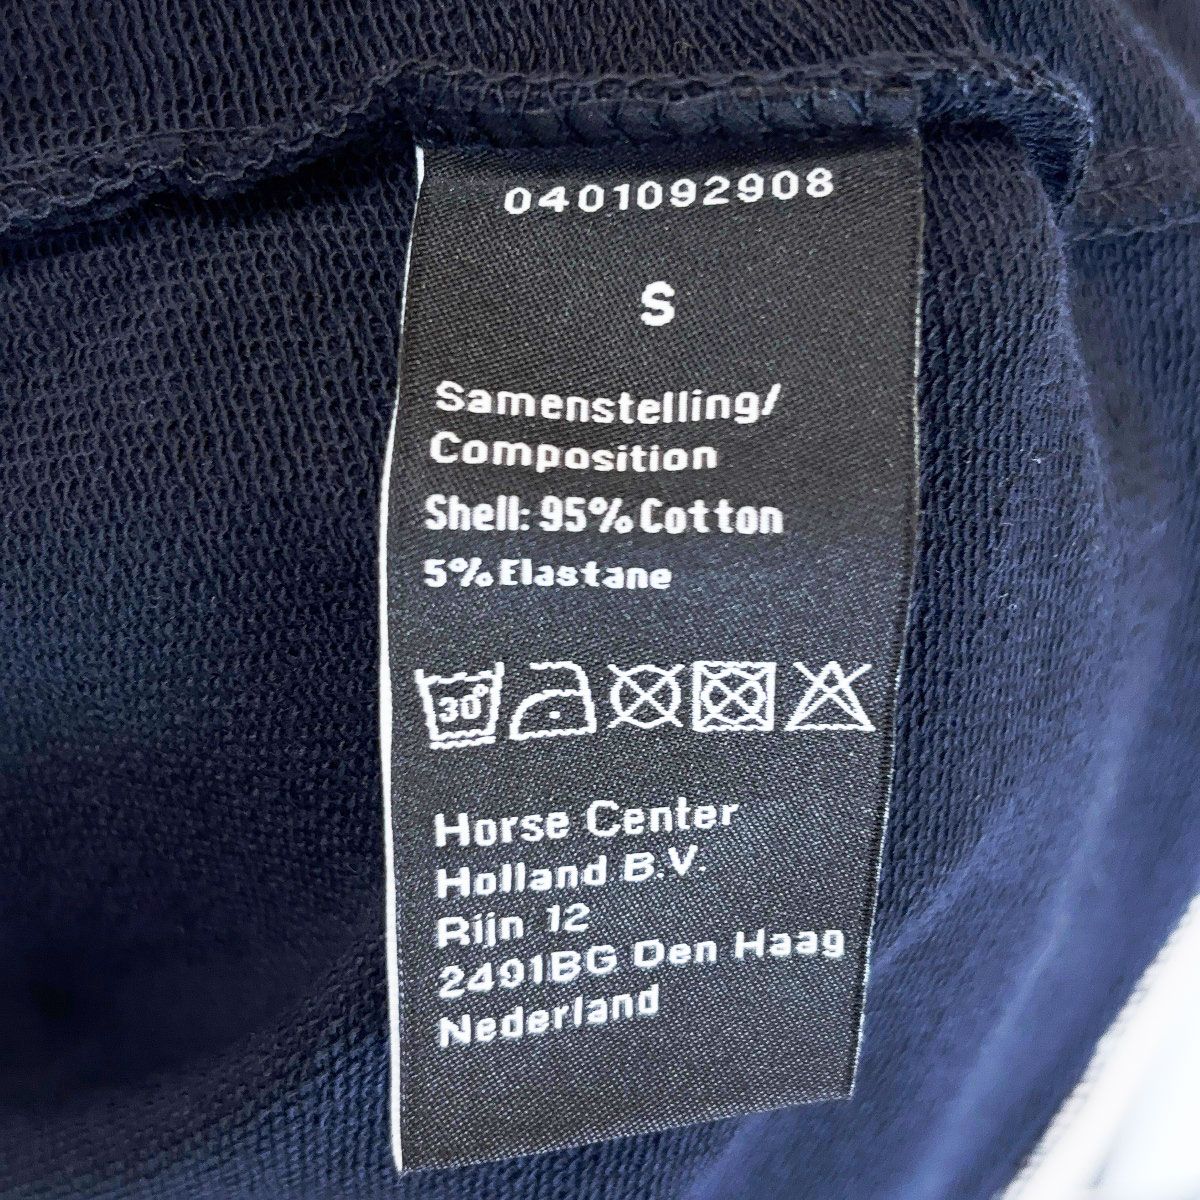 0401092908
S
Samenstelling/
Composition
Shell: 95% Cotton
5% Elastane
30°
Horse Center
Holland B.V.
Rijn 12
2491BG Den Haag
Nederland